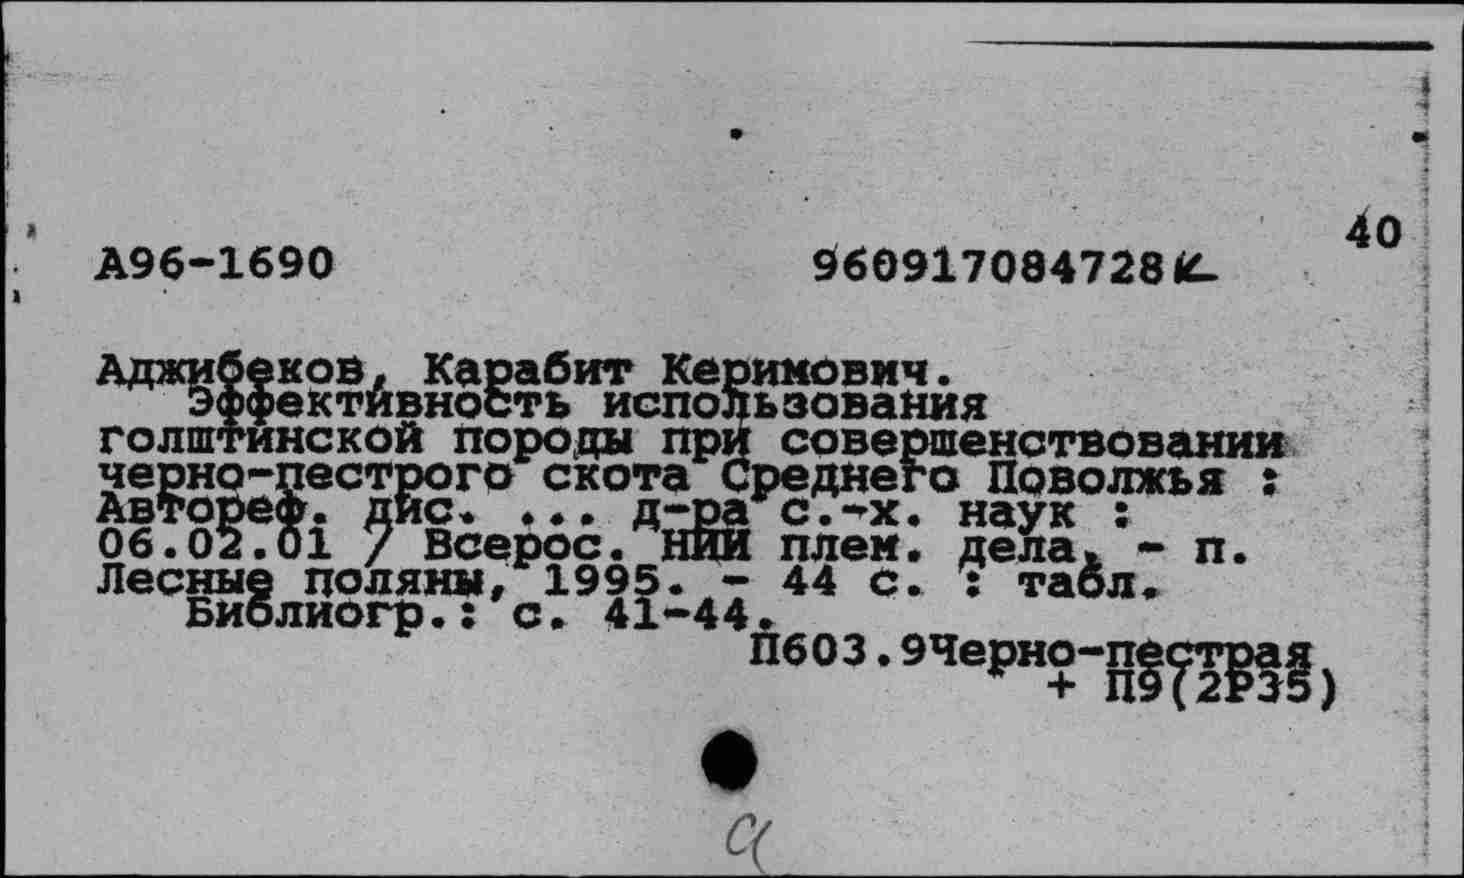 40
А96-1690 960917084728
Аджибеков, Карабит Керимович.
Эффективность использования
голштинской породы при совершенствовании
черно-пестрого скота Среднего Поволжья :
Автореф. дис. ... д-ра с.-х. наук :
06.02.01 / Всерос. НИИ плем. дела. - п.
Лесные поляны, 1995. - 44 с. : табл.
Библиогр.: с. 41-44.
П603.9Черно-пестрая
+ П9(2Р35)